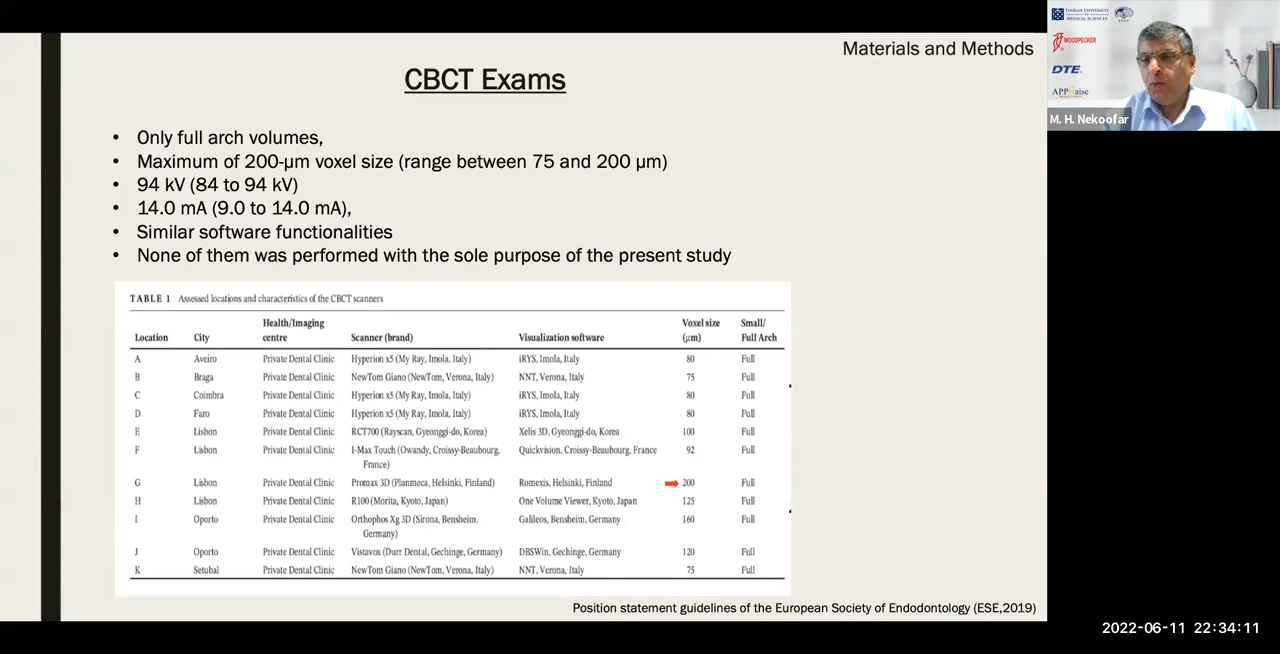 Materials and Methods
CBCT Exams
• Only full arch volumes,
• Maximum of 200-µm voxel size (range between 75 and 200 µm)
• 94 kV (84 to 94 kV)
• 14.0 mA (9.0 to 14.0 mA),
• Similar software functionalities
• None of them was performed with the sole purpose of the present study
TABLE 1 Assessed locations and characteristics of the CBCT scanners
Location City Health/Imaging centre Scanner (brand) Visualization software Voxel size (µm) Small/ Full Arch
A Aveiro Private Dental Clinic Hyperion x5 (My Ray, Imola, Italy) iRYS, Imola, Italy 80 Full
B Braga Private Dental Clinic NewTom Giano (NewTom, Verona, Italy) NNT, Verona, Italy 75 Full
C Coimbra Private Dental Clinic Hyperion x5 (My Ray, Imola, Italy) iRYS, Imola, Italy 80 Full
D Faro Private Dental Clinic Hyperion x5 (My Ray, Imola, Italy) iRYS, Imola, Italy 80 Full
E Lisbon Private Dental Clinic RCT700 (Rayscan, Gyeonggi-do, Korea) Xelis 3D, Gyeonggi-do, Korea 100 Full
F Lisbon Private Dental Clinic I-Max Touch (Owandy, Croissy-Beaubourg, Quickvision, Croissy-Beaubourg, France 92 Full
France)
G Lisbon Private Dental Clinic Promax 3D (Planmeca, Helsinki, Finland) Romexis, Helsinki, Finland 200 Full
H Lisbon Private Dental Clinic R100 (Morita, Kyoto, Japan) One Volume Viewer, Kyoto, Japan 125 Full
I Oporto Private Dental Clinic Orthophos Xg 3D (Sirona, Bensheim, Galileos, Bensheim, Germany 160 Full
Germany)
J Oporto Private Dental Clinic Vistavox (Durr Dental, Gechinge, Germany) DBSWin, Gechinge, Germany 120 Full
K Setubal Private Dental Clinic NewTom Giano (NewTom, Verona, Italy) NNT, Verona, Italy 75 Full
Position statement guidelines of the European Society of Endodontology (ESE,2019)
TEHRAN UNIVERSITY
OF
MEDICAL SCIENCES
WOODPECKER
DTE
APPRaise
M. H. Nekoofar
2022-06-11 22:34:11